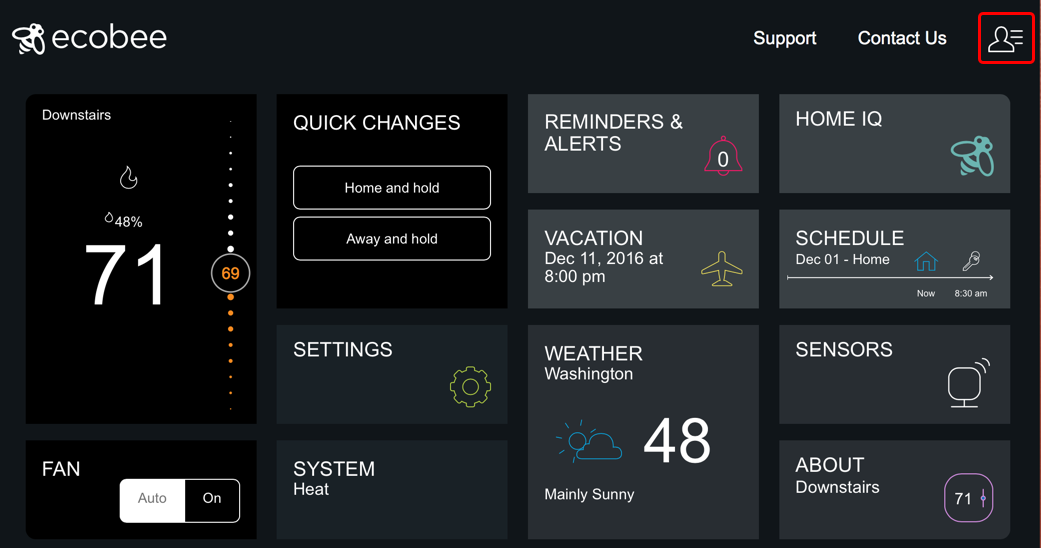 ecobee
Support
Contact Us
Downstairs
48%
71
69
QUICK CHANGES
Home and hold
Away and hold
REMINDERS &
ALERTS
0
HOME IQ
VACATION
Dec 11, 2016 at
8:00 pm
SCHEDULE
Dec 01 - Home
Now
8:30 am
SETTINGS
WEATHER
Washington
48
Mainly Sunny
SENSORS
FAN
Auto
On
SYSTEM
Heat
ABOUT
Downstairs
71